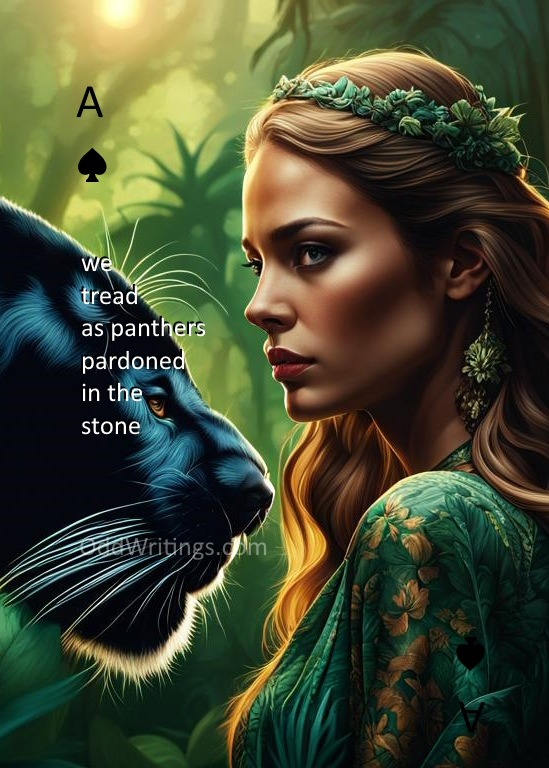 A
we
tread
as panthers
pardoned
in the
stone
OddWritings.com
A